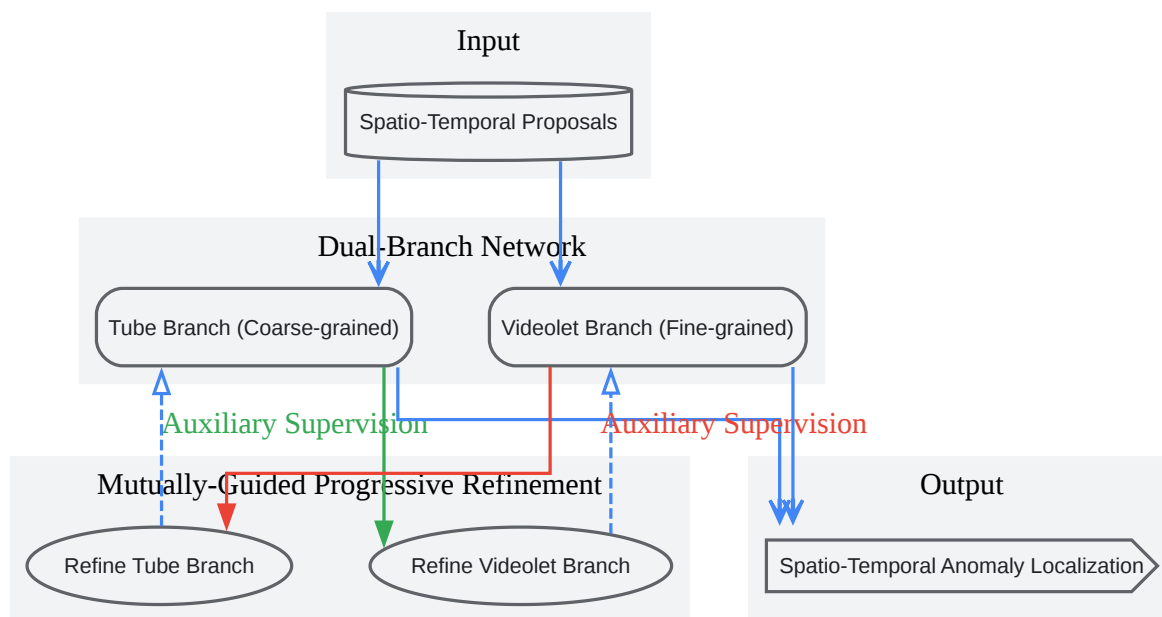 Input
Spatio-Temporal Proposals
Dual-Branch Network
Tube Branch (Coarse-grained)
Videolet Branch (Fine-grained)
Auxiliary Supervision
Auxiliary Supervision
Mutually-Guided Progressive Refinement
Output
Refine Tube Branch
Refine Videolet Branch
Spatio-Temporal Anomaly Localization